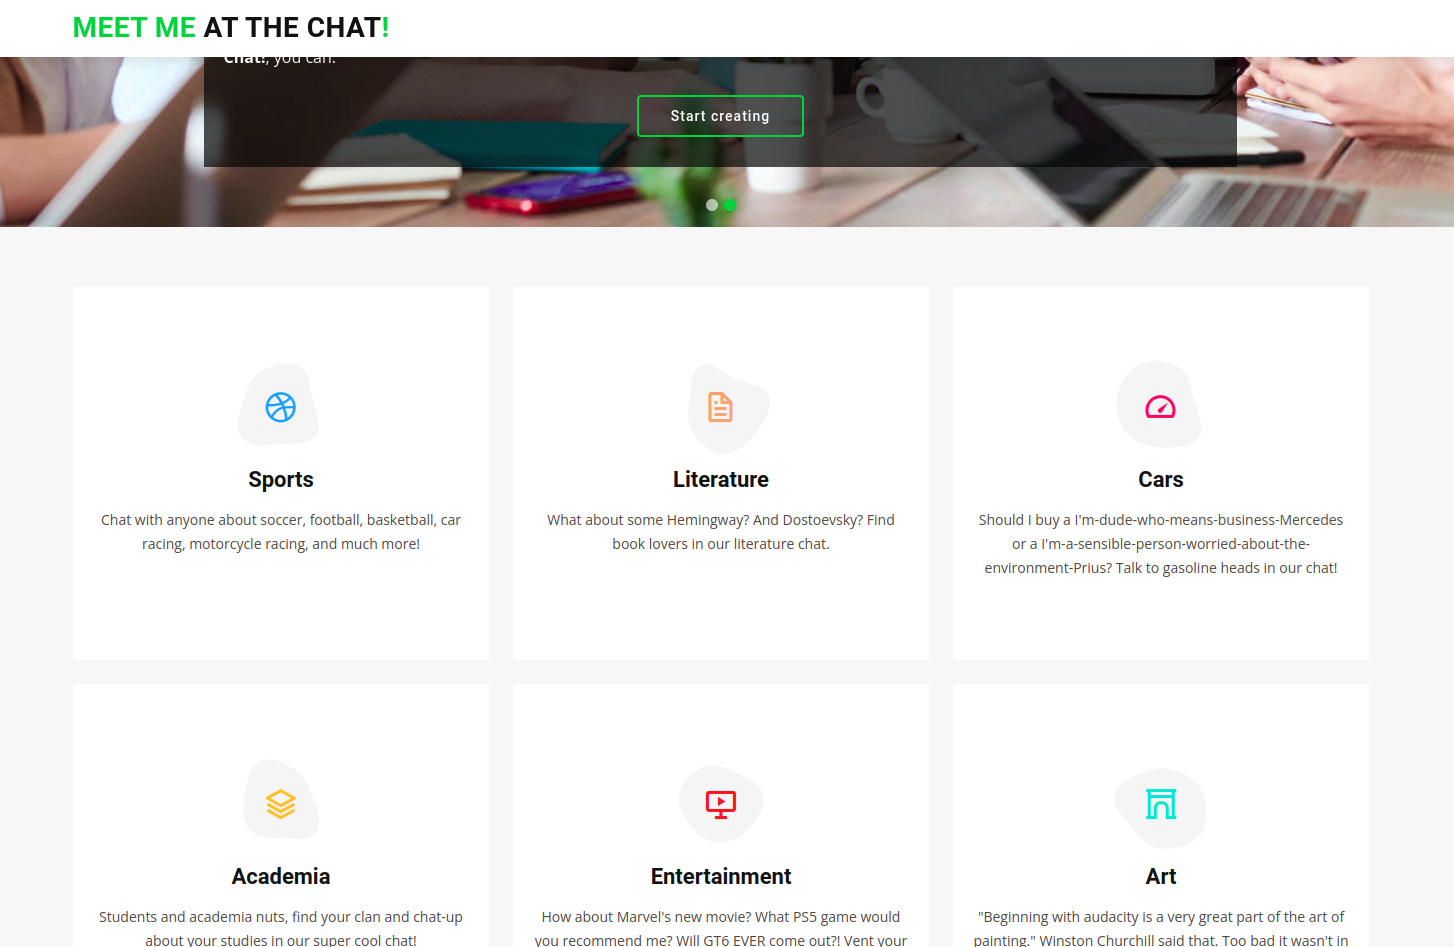 MEET ME AT THE CHAT!
Chat!, you can:
Start creating
Sports
Chat with anyone about soccer, football, basketball, car
racing, motorcycle racing, and much more!
Literature
What about some Hemingway? And Dostoevsky? Find
book lovers in our literature chat.
Cars
Should I buy a I'm-dude-who-means-business-Mercedes
or a I'm-a-sensible-person-worried-about-the-
environment-Prius? Talk to gasoline heads in our chat!
Academia
Students and academia nuts, find your clan and chat-up
about your studies in our super cool chat!
Entertainment
How about Marvel's new movie? What PS5 game would
you recommend me? Will GT6 EVER come out?! Vent your
Art
"Beginning with audacity is a very great part of the art of
painting." Winston Churchill said that. Too bad it wasn't in